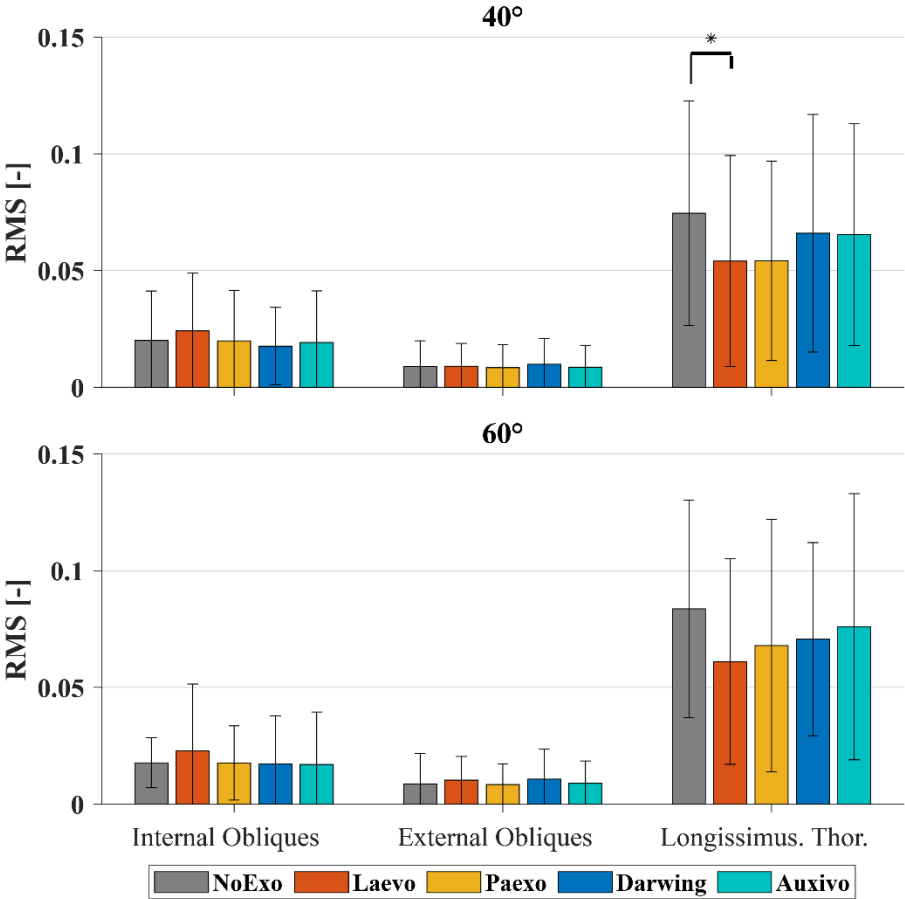 40°
0.15
*
0.1
RMS [-]
0.05
0
60°
0.15
0.1
RMS [-]
0.05
0
Internal Obliques External Obliques Longissimus. Thor.
NoExo Laevo Paexo Darwing Auxivo